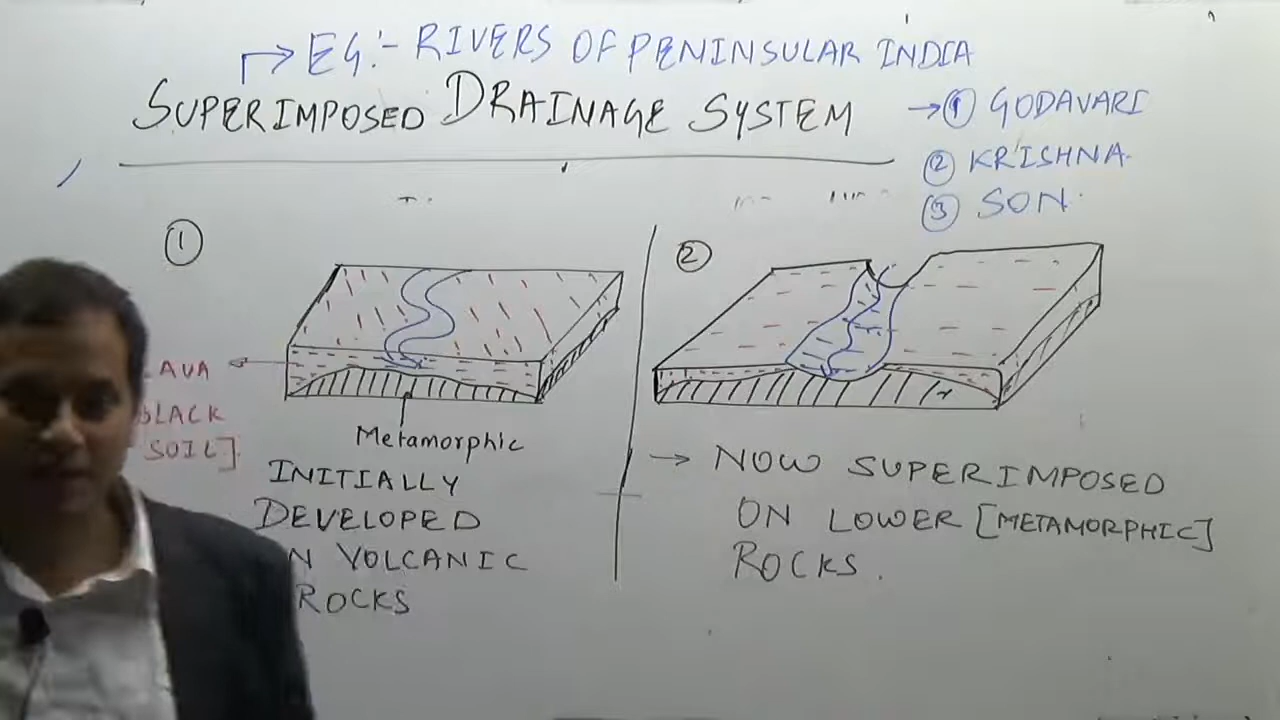 → EG:- RIVERS OF PENINSULAR INDIA
SUPERIMPOSED DRAINAGE SYSTEM
→ ① GODAVARI
② KRISHNA
③ SON
①
②
LAVA
BLACK
SOIL]
Metamorphic
INITIALLY
DEVELOPED
N VOLCANIC
ROCKS
→ NOW SUPERIMPOSED
ON LOWER [METAMORPHIC]
ROCKS.